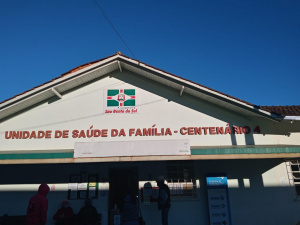 São Bento do Sul
UNIDADE DE SAÚDE DA FAMÍLIA - CENTENÁRIO